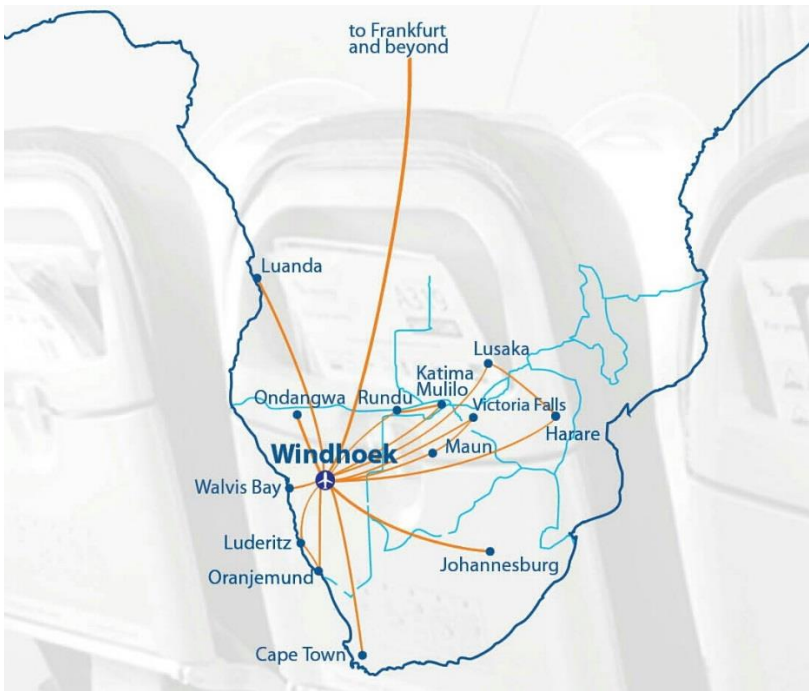 to Frankfurt
and beyond
Luanda
Lusaka
Katima
Mulilo
Ondangwa
Rundu
Victoria Falls
Harare
Windhoek
Maun
Walvis Bay
Luderitz
Johannesburg
Oranjemund
Cape Town